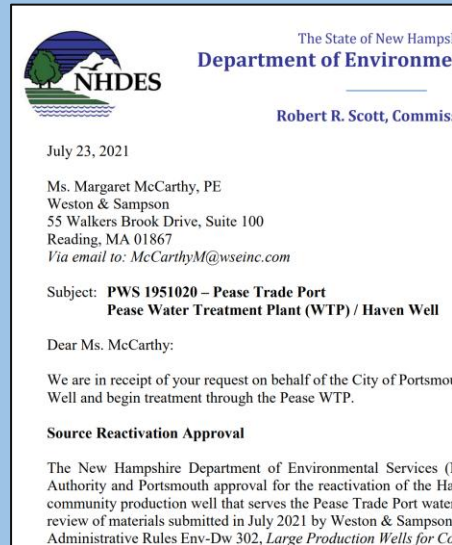 NHDES
The State of New Hamps
Department of Environme
Robert R. Scott, Commis
July 23, 2021
Ms. Margaret McCarthy, PE
Weston & Sampson
55 Walkers Brook Drive, Suite 100
Reading, MA 01867
Via email to: McCarthyM@wseinc.com
Subject: PWS 1951020 – Pease Trade Port
Pease Water Treatment Plant (WTP) / Haven Well
Dear Ms. McCarthy:
We are in receipt of your request on behalf of the City of Portsmou
Well and begin treatment through the Pease WTP.
Source Reactivation Approval
The New Hampshire Department of Environmental Services (
Authority and Portsmouth approval for the reactivation of the Ha
community production well that serves the Pease Trade Port water
review of materials submitted in July 2021 by Weston & Sampson
Administrative Rules Env-Dw 302, Large Production Wells for Co